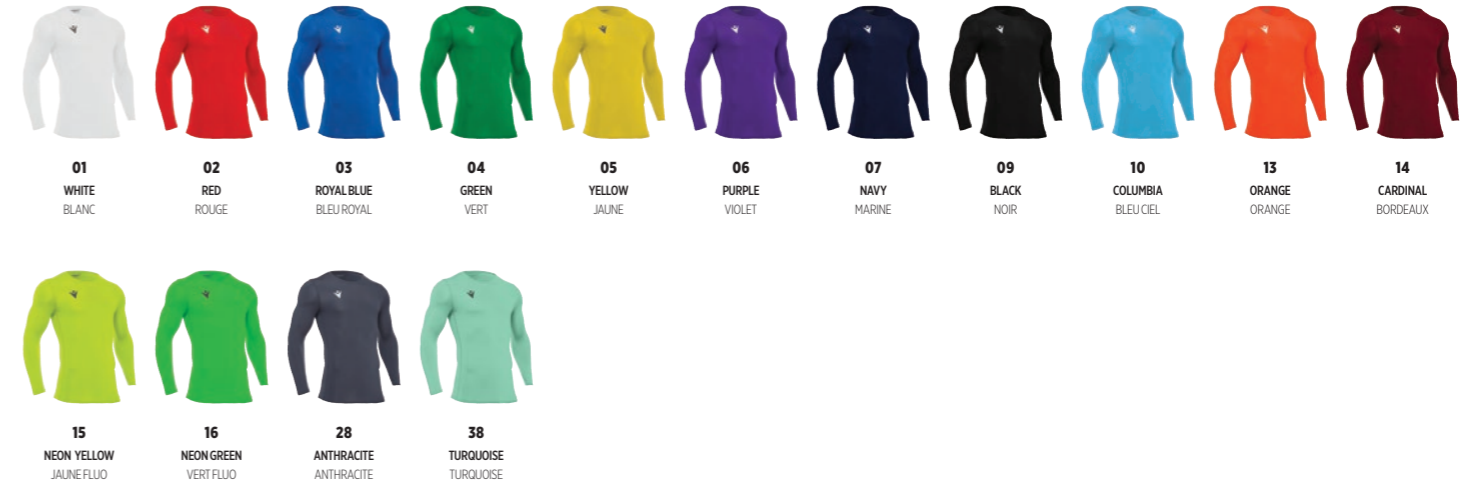 01
WHITE
BLANC
02
RED
ROUGE
03
ROYAL BLUE
BLEU ROYAL
04
GREEN
VERT
05
YELLOW
JAUNE
06
PURPLE
VIOLET
07
NAVY
MARINE
09
BLACK
NOIR
10
COLUMBIA
BLEU CIEL
13
ORANGE
ORANGE
14
CARDINAL
BORDEAUX
15
NEON YELLOW
JAUNE FLUO
16
NEON GREEN
VERT FLUO
28
ANTHRACITE
ANTHRACITE
38
TURQUOISE
TURQUOISE